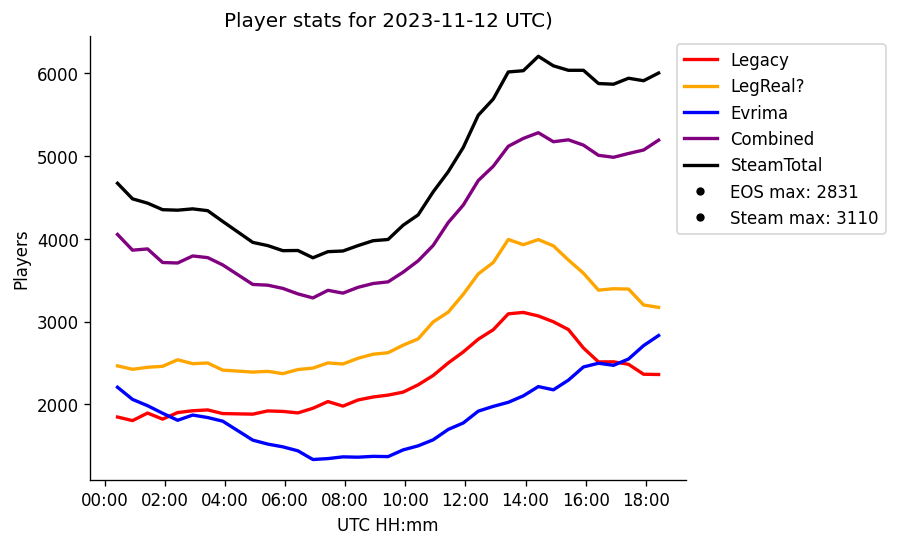 Player stats for 2023-11-12 UTC)
6000
5000
4000
3000
2000
Players
00:00 02:00 04:00 06:00 08:00 10:00 12:00 14:00 16:00 18:00
UTC HH:mm
Legacy
LegReal?
Evrima
Combined
SteamTotal
EOS max: 2831
Steam max: 3110